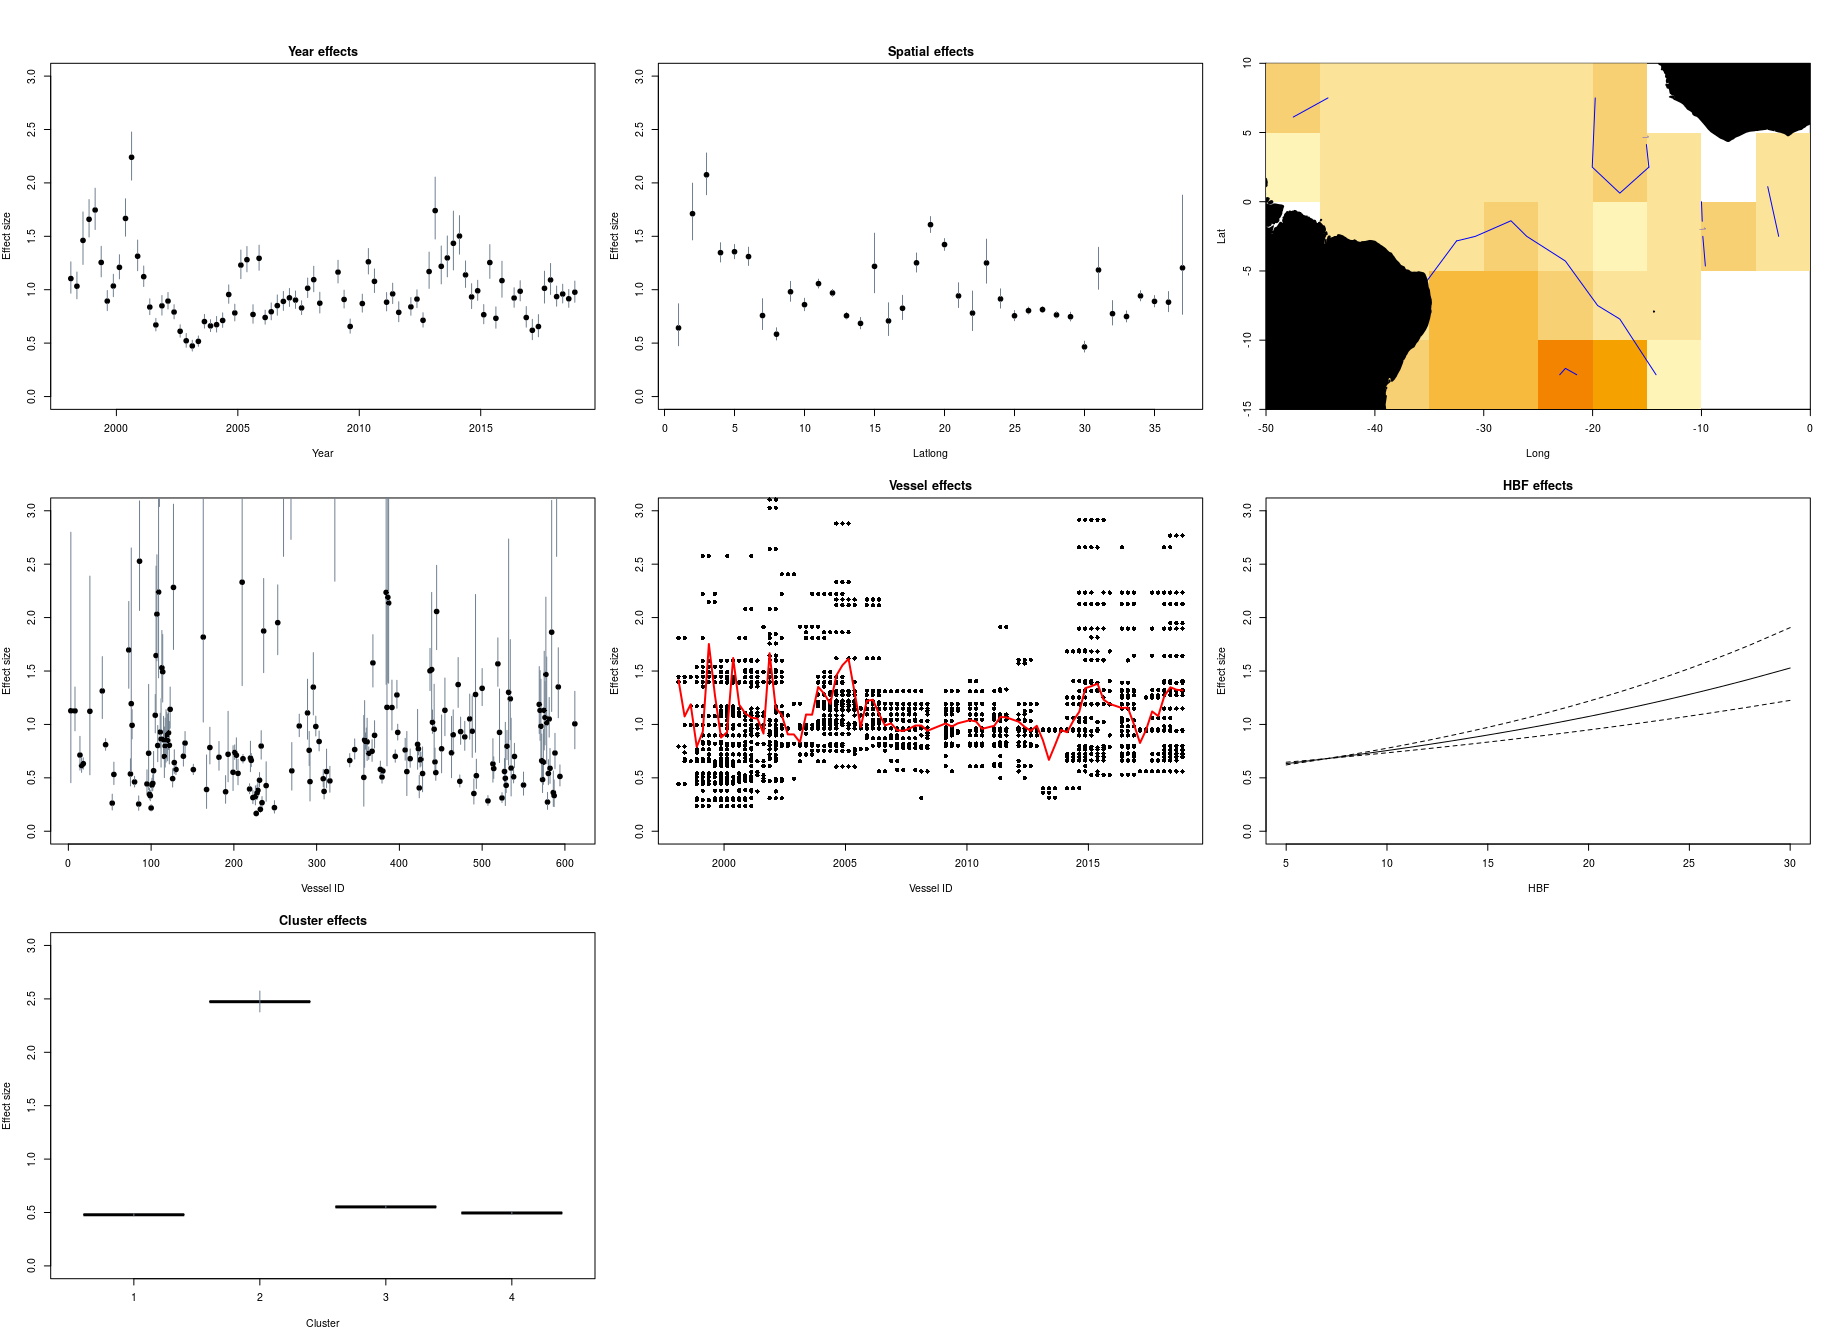 Year effects
Effect size
0.0 0.5 1.0 1.5 2.0 2.5 3.0
2000 2005 2010 2015
Year
Spatial effects
Effect size
0.0 0.5 1.0 1.5 2.0 2.5 3.0
0 5 10 15 20 25 30 35
Latlong
Lat
-15 -10 -5 0 5 10
-50 -40 -30 -20 -10 0
Long
Effect size
0.0 0.5 1.0 1.5 2.0 2.5 3.0
0 100 200 300 400 500 600
Vessel ID
Vessel effects
Effect size
0.0 0.5 1.0 1.5 2.0 2.5 3.0
2000 2005 2010 2015
Vessel ID
HBF effects
Effect size
0.0 0.5 1.0 1.5 2.0 2.5 3.0
5 10 15 20 25 30
HBF
Cluster effects
Effect size
0.0 0.5 1.0 1.5 2.0 2.5 3.0
1 2 3 4
Cluster